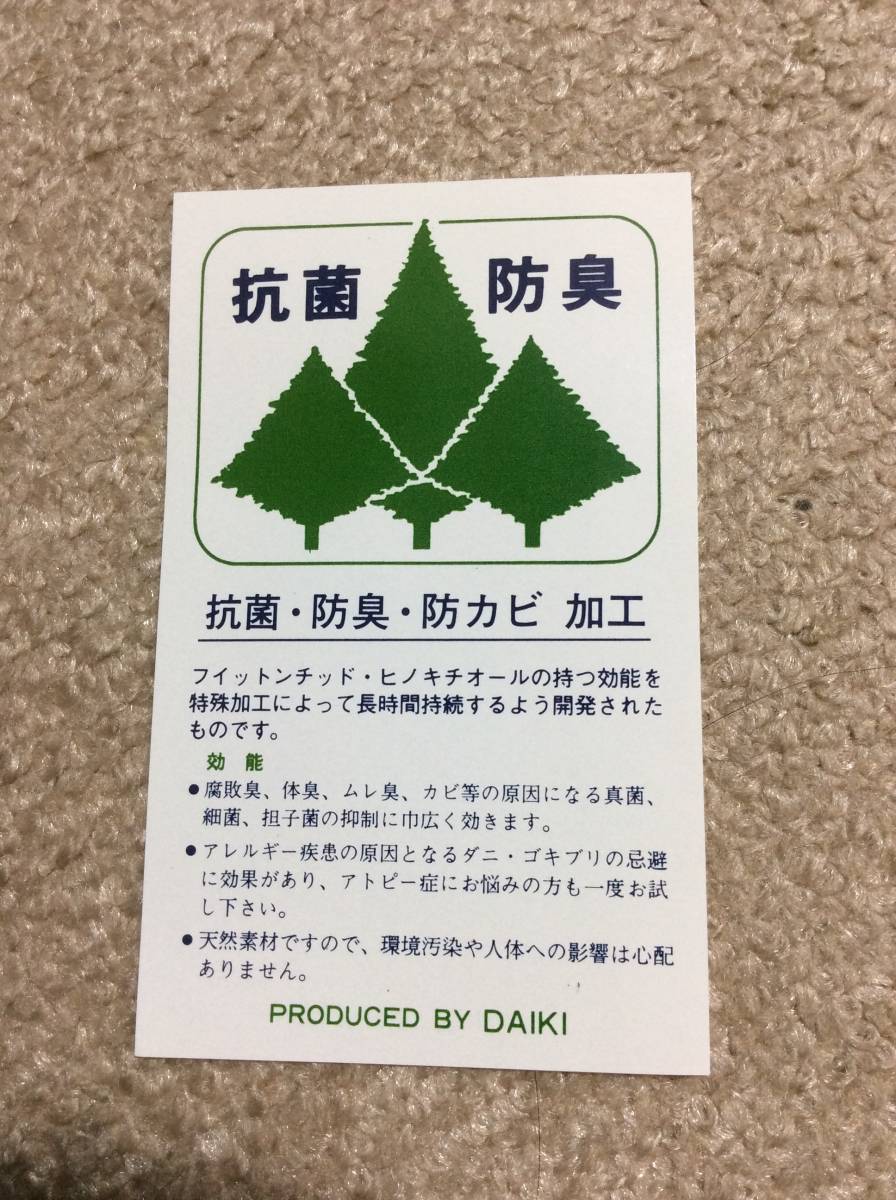 抗菌 防臭
抗菌・防臭・防カビ 加工
フイットンチッド・ヒノキチオールの持つ効能を
特殊加工によって長時間持続するよう開発された
ものです。
効能
●腐敗臭、体臭、ムレ臭、カビ等の原因になる真菌、
細菌、担子菌の抑制に巾広く効きます。
●アレルギー疾患の原因となるダニ・ゴキブリの忌避
に効果があり、アトピー症にお悩みの方も一度お試
し下さい。
●天然素材ですので、環境汚染や人体への影響は心配
ありません。
PRODUCED BY DAIKI